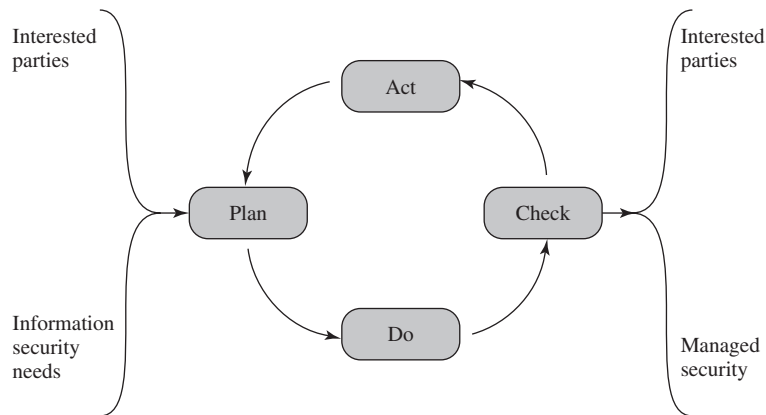 Interested
parties
Interested
parties
Act
Plan
Check
Do
Information
security
needs
Managed
security